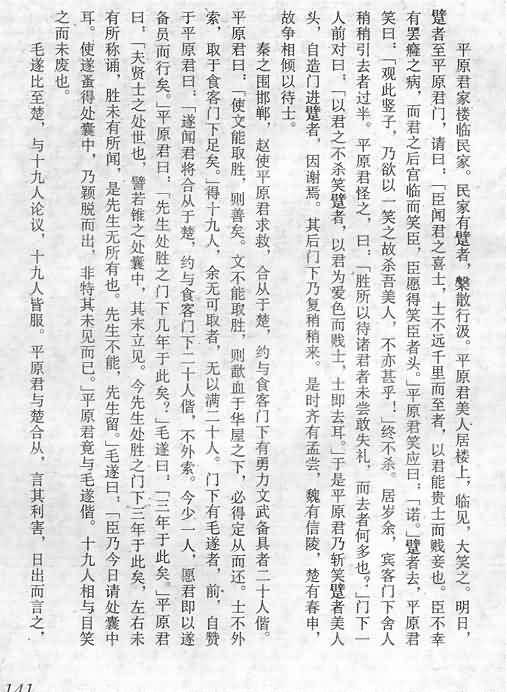 平原君家楼临民家。民家有躄者，槃散行汲。平原君美人居楼上，临见，大笑之。明日，
躄者至平原君门，请曰：「臣闻君之喜士，士不远千里而至者，以君能贵士而贱妾也。臣不幸
有罢癃之病，而君之后宫临而笑臣，臣愿得笑臣者头。」平原君笑应曰：「诺。」躄者去，平原君
笑曰：「观此竖子，乃欲以一笑之故杀吾美人，不亦甚乎！」终不杀。居岁余，宾客门下舍人
稍稍引去者过半。平原君怪之，曰：「胜所以待诸君者未尝敢失礼，而去者何多也？」门下一
人前对曰：「以君之不杀笑躄者，以君为爱色而贱士，士即去耳。」于是平原君乃斩笑躄者美人
头，自造门进躄者，因谢焉。其后门下乃复稍稍来。是时齐有孟尝，魏有信陵，楚有春申，
故争相倾以待士。
秦之围邯郸，赵使平原君求救，合从于楚，约与食客门下有勇力文武备具者二十人偕。
平原君曰：「使文能取胜，则善矣。文不能取胜，则歃血于华屋之下，必得定从而还。士不外
索，取于食客门下足矣。」得十九人，余无可取者，无以满二十人。门下有毛遂者，前，自赞
于平原君曰：「遂闻君将合从于楚，约与食客门下二十人偕，不外索。今少一人，愿君即以遂
备员而行矣。」平原君曰：「先生处胜之门下几年于此矣？」毛遂曰：「三年于此矣。」平原君
曰：「夫贤士之处世也，譬若锥之处囊中，其末立见。今先生处胜之门下三年于此矣，左右未
有所称诵，胜未有所闻，是先生无所有也。先生不能，先生留。」毛遂曰：「臣乃今日请处囊中
耳。使遂蚤得处囊中，乃颖脱而出，非特其末见而已。」平原君竟与毛遂偕。十九人相与目笑
之而未废也。
毛遂比至楚，与十九人论议，十九人皆服。平原君与楚合从，言其利害，日出而言之，
141